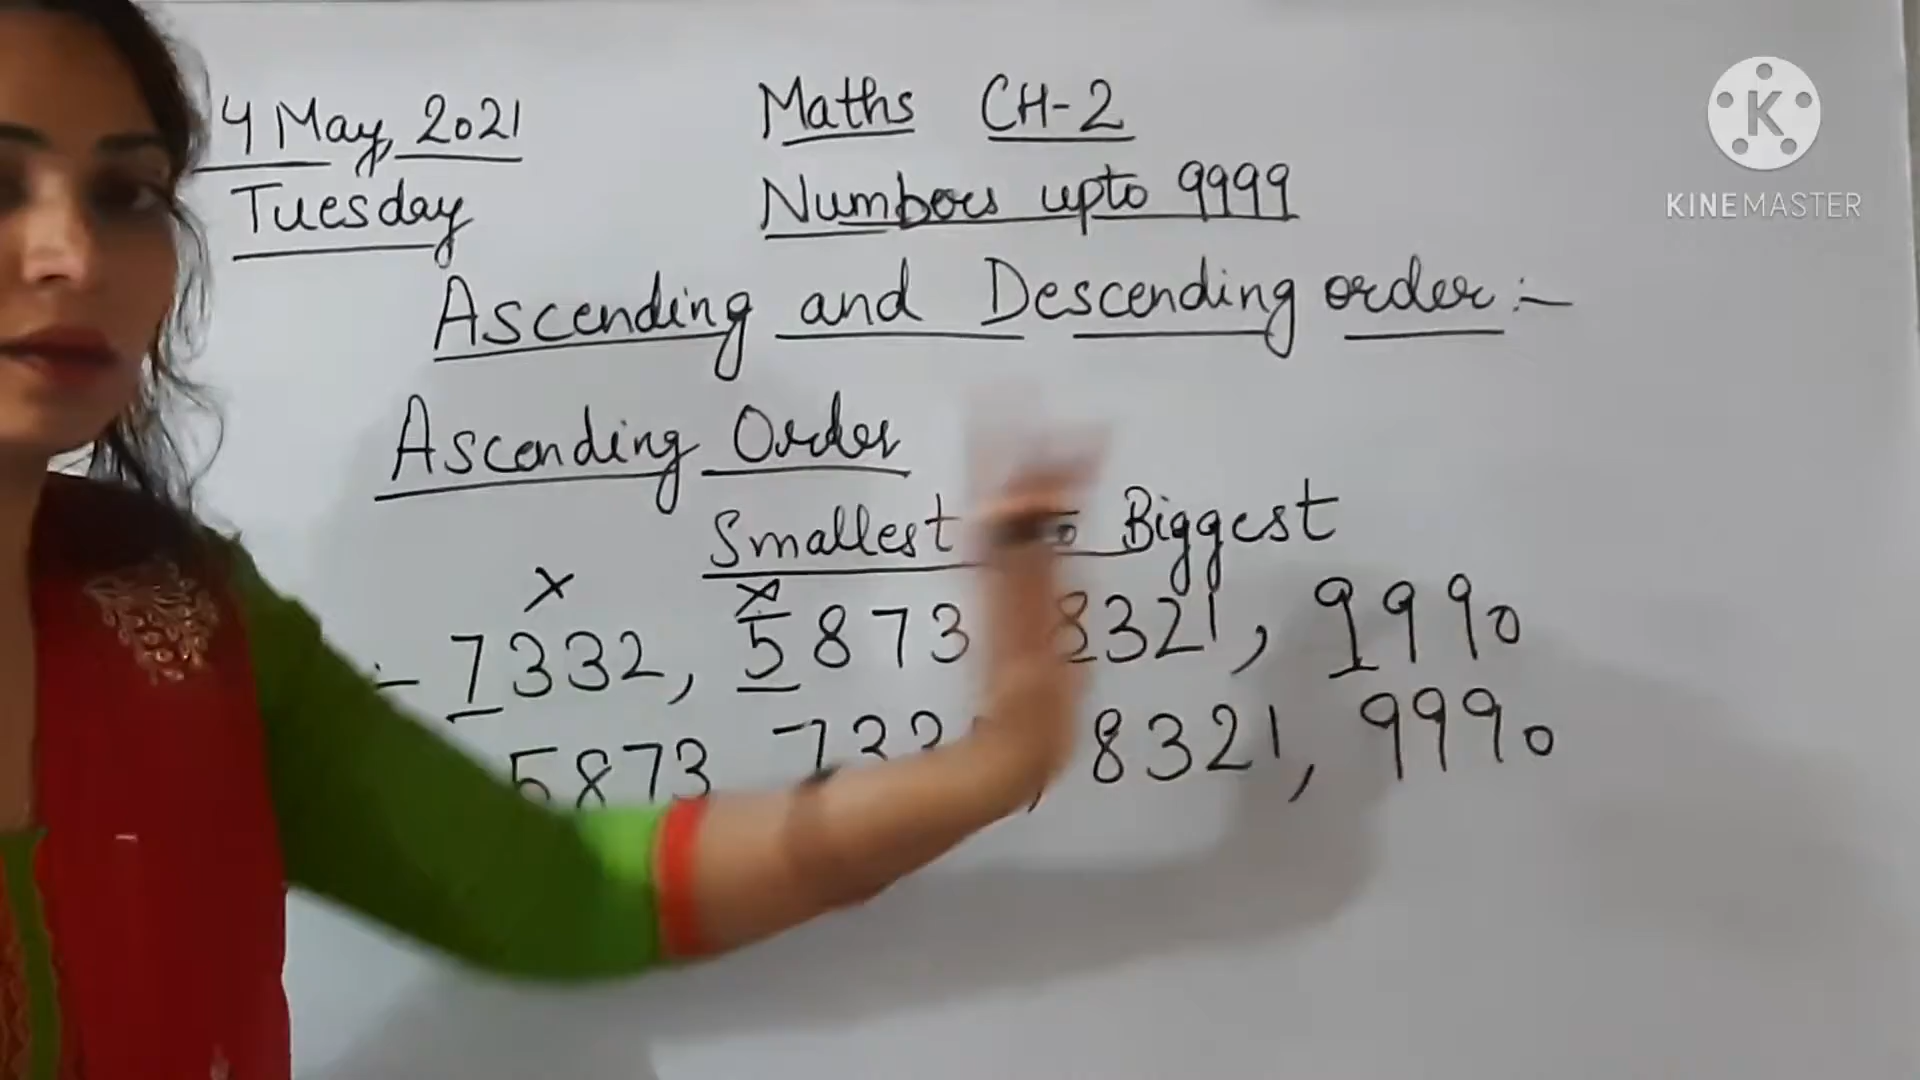 4 May, 2021
Tuesday
Maths CH-2
Numbers upto 9999
KINEMASTER
Ascending and Descending order :-
Ascending Order
Smallest Biggest
7332, 5873 8321, 9990
5873 8321, 9990